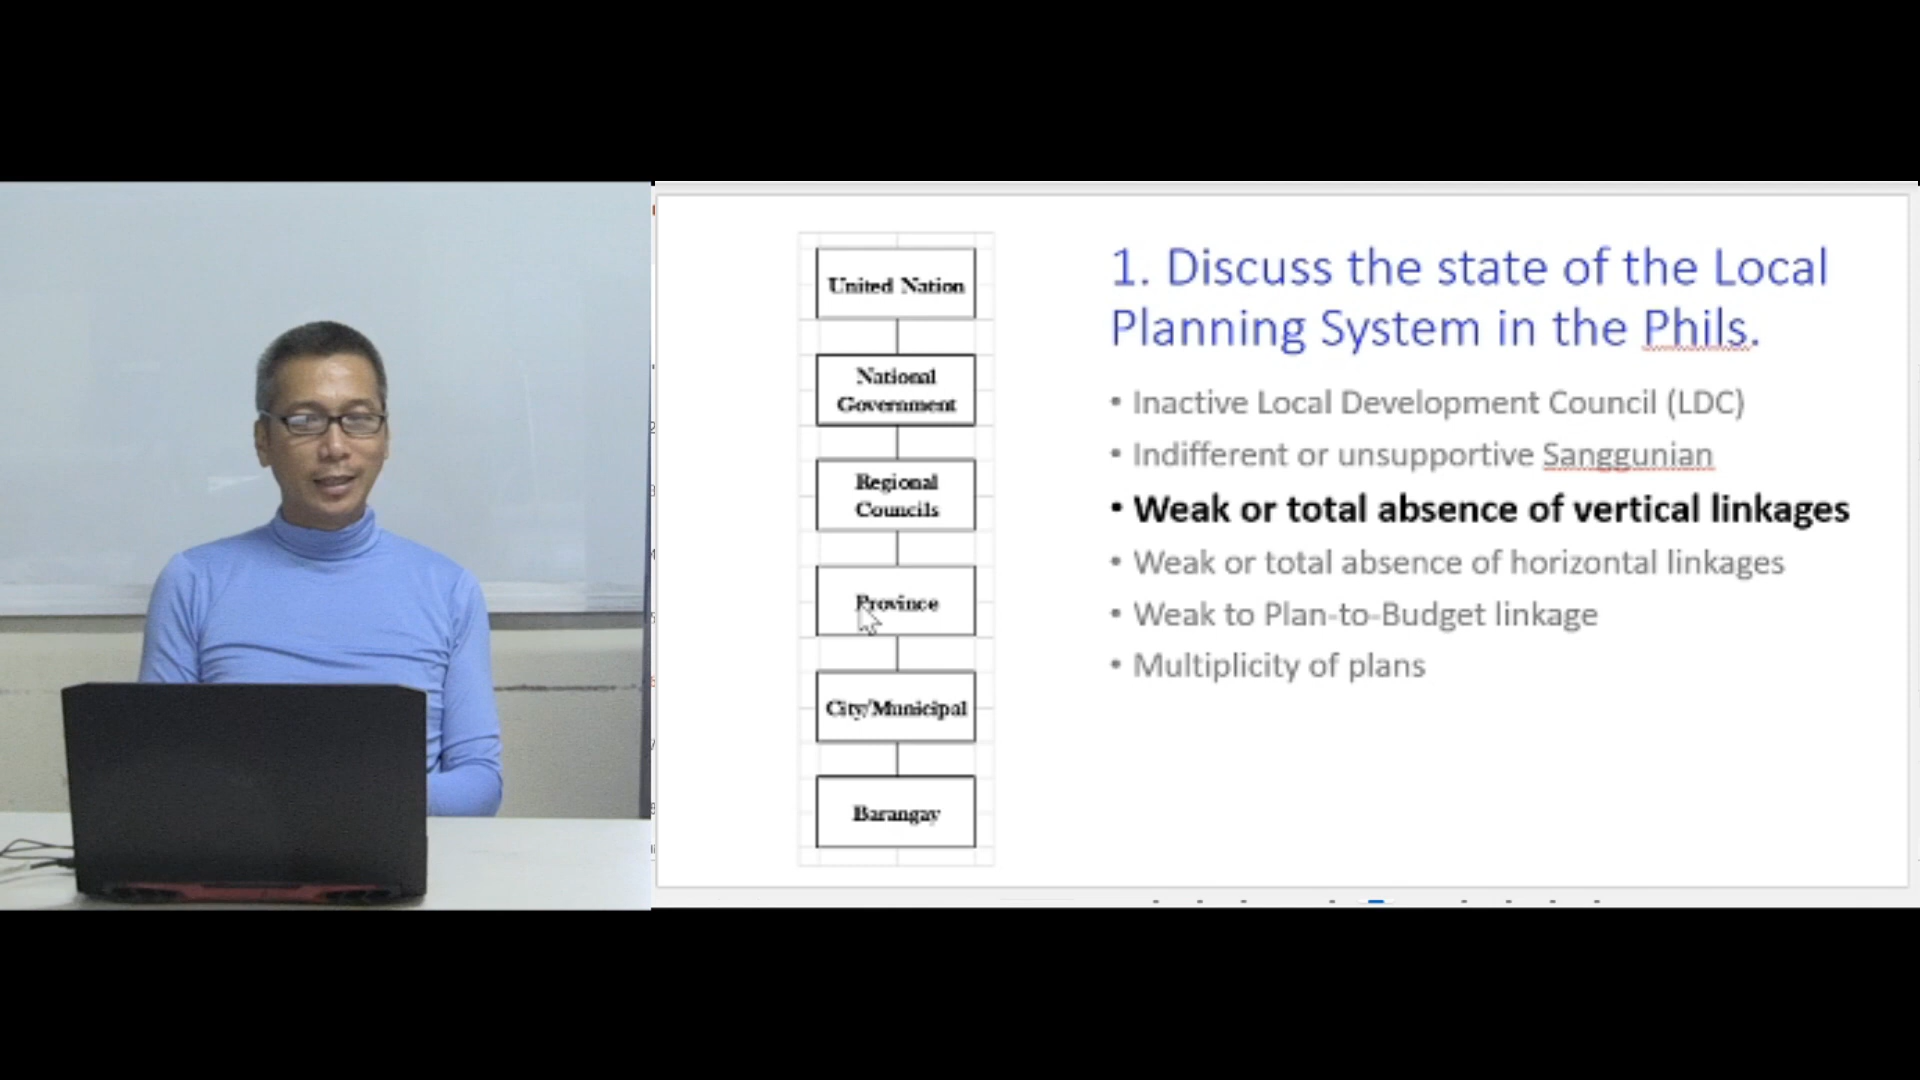 United Nation
National
Government
Regional
Councils
Province
City/Municipal
Barangay
1. Discuss the state of the Local
Planning System in the Phils.
• Inactive Local Development Council (LDC)
• Indifferent or unsupportive Sanggunian
• Weak or total absence of vertical linkages
• Weak or total absence of horizontal linkages
• Weak to Plan-to-Budget linkage
• Multiplicity of plans